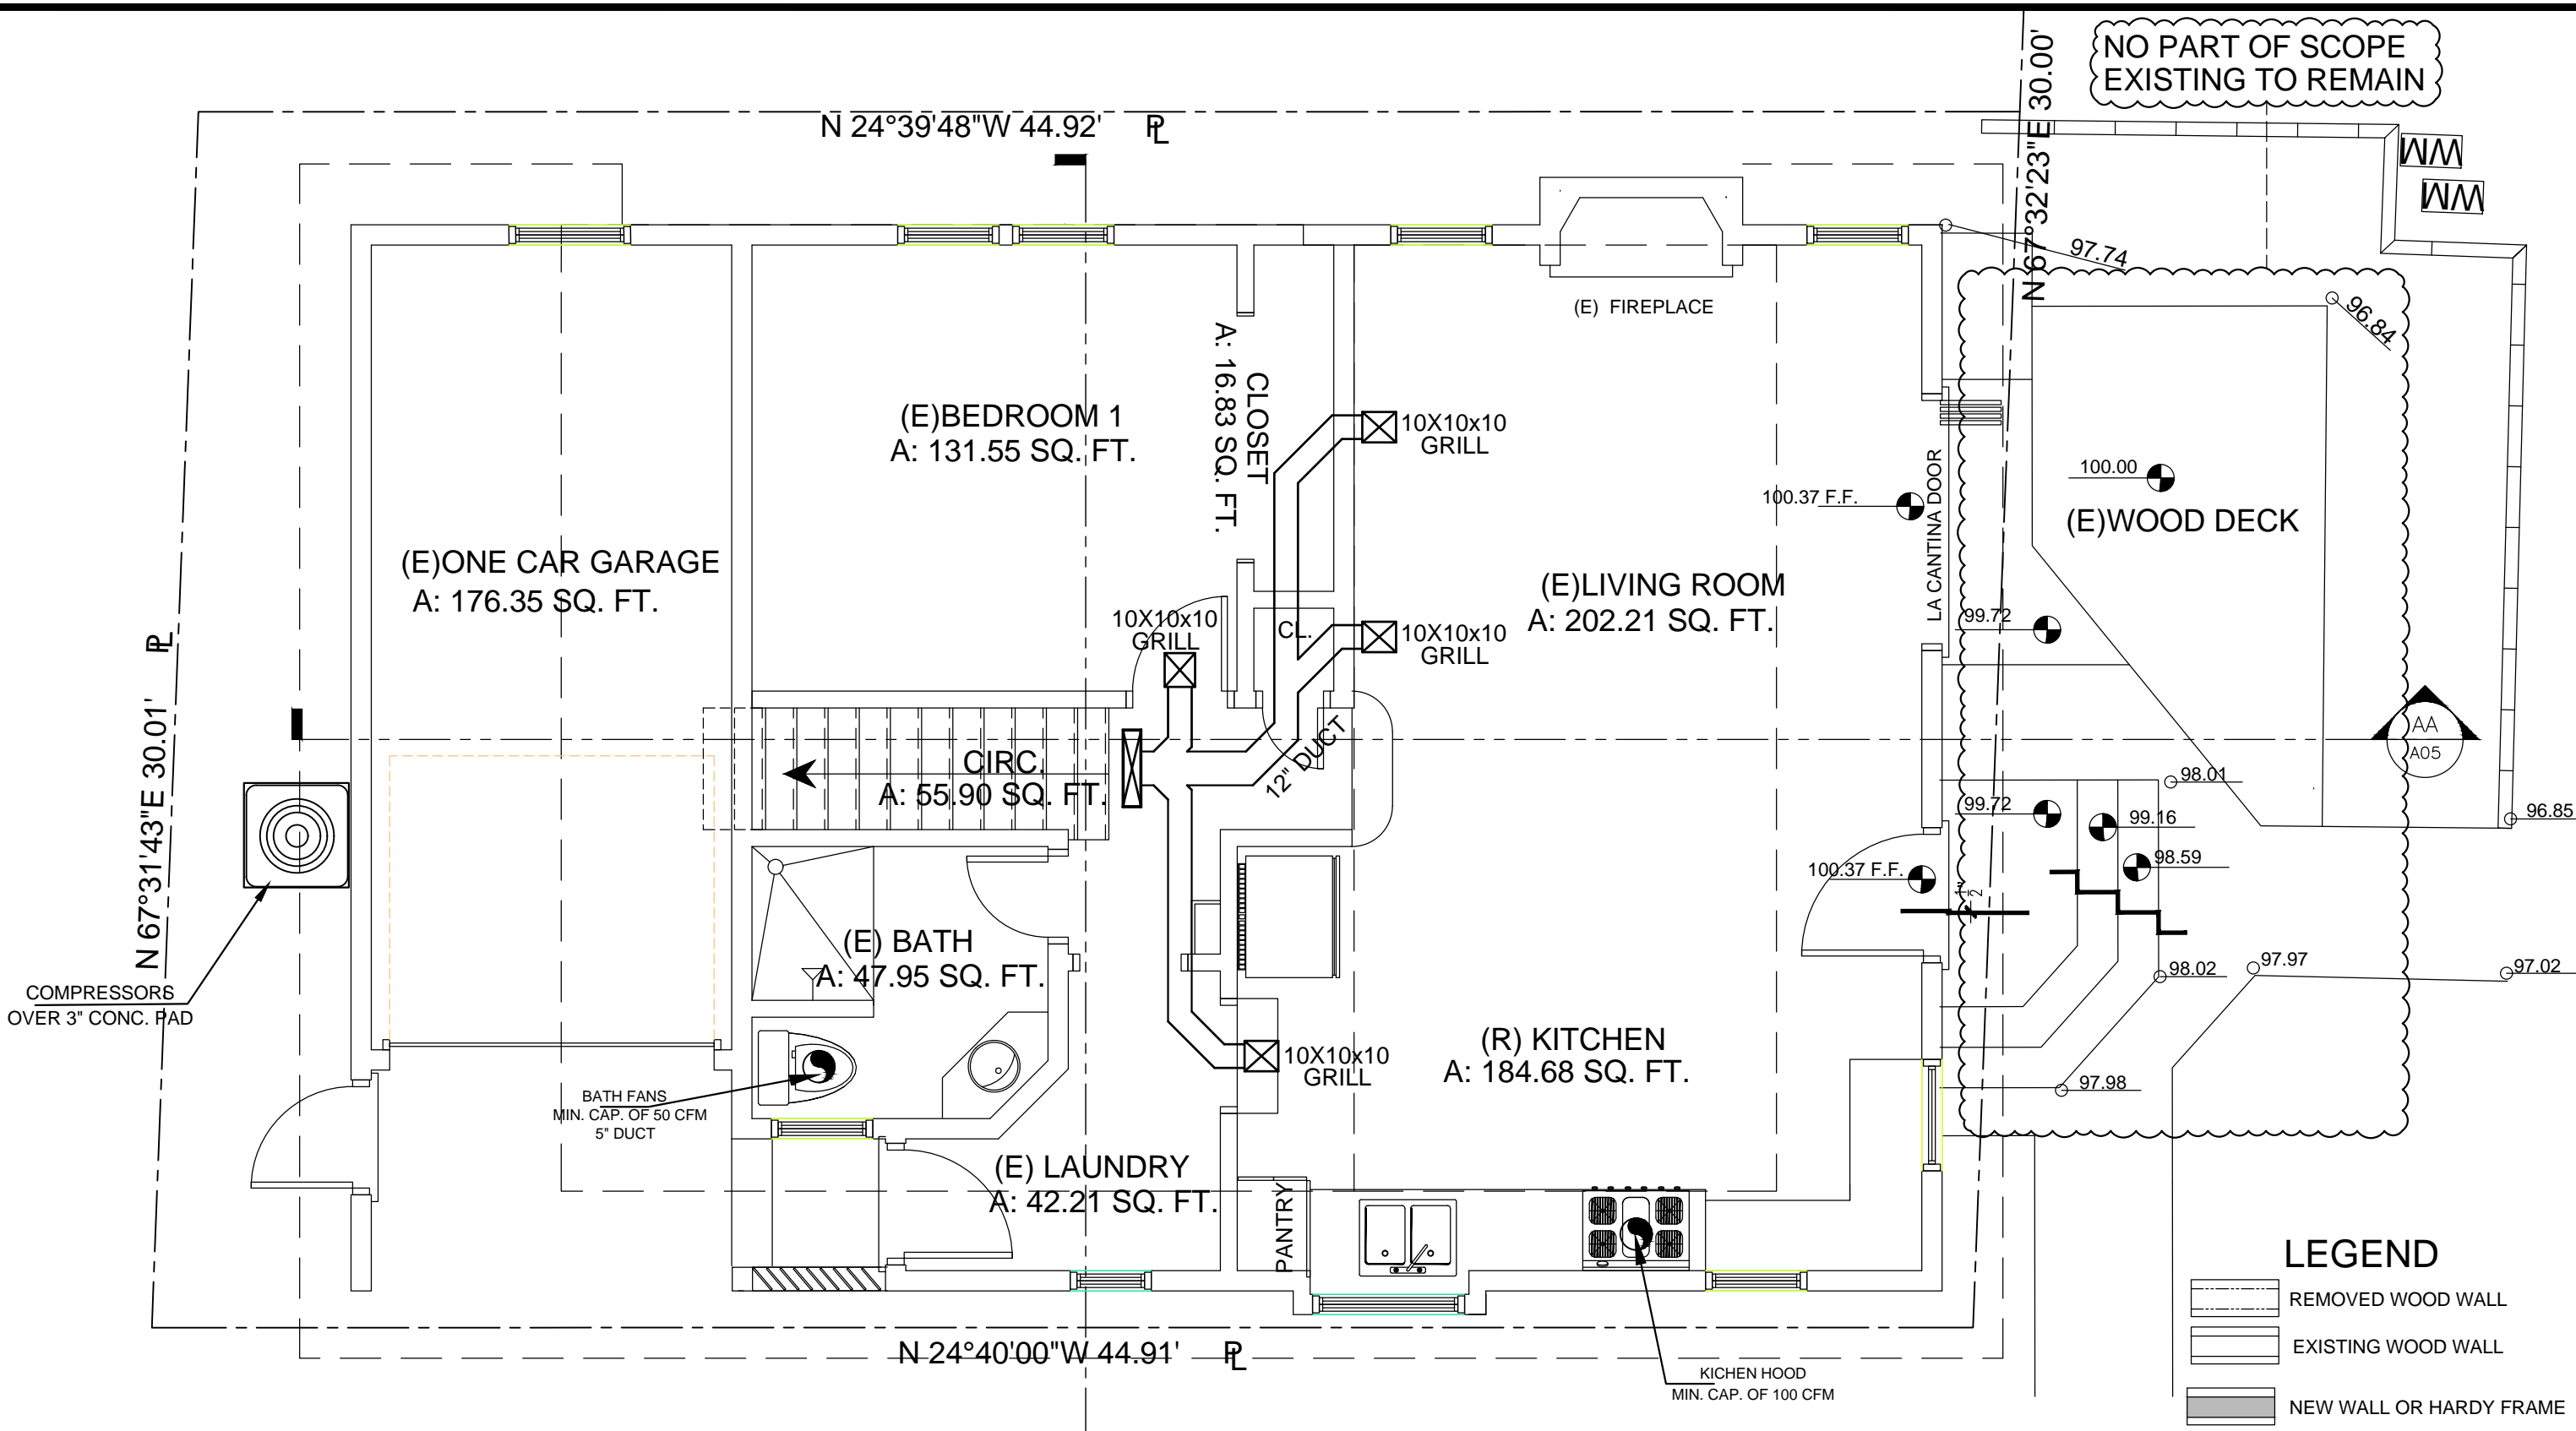 NO PART OF SCOPE
EXISTING TO REMAIN
N 24°39'48"W 44.92' PL
N 67°32'23"E 30.00'
WM
WM
97.74
96.84
(E) FIREPLACE
CLOSET
A: 16.83 SQ. FT.
(E)BEDROOM 1
A: 131.55 SQ. FT.
10X10x10
GRILL
100.37 F.F.
LA CANTINA DOOR
100.00
(E)WOOD DECK
(E)ONE CAR GARAGE
A: 176.35 SQ. FT.
(E)LIVING ROOM
A: 202.21 SQ. FT.
10X10x10
GRILL
CL.
10X10x10
GRILL
99.72
N 67°31'43"E 30.01' PL
CIRC.
A: 55.90 SQ. FT.
12" DUCT
AA
A05
98.01
99.72
99.16
96.85
98.59
100.37 F.F.
(E) BATH
A: 47.95 SQ. FT.
98.02
97.97
97.02
COMPRESSORS
OVER 3" CONC. PAD
(R) KITCHEN
A: 184.68 SQ. FT.
10X10x10
GRILL
97.98
BATH FANS
MIN. CAP. OF 50 CFM
5" DUCT
(E) LAUNDRY
A: 42.21 SQ. FT.
PANTRY
N 24°40'00"W 44.91' PL
KICHEN HOOD
MIN. CAP. OF 100 CFM
LEGEND
REMOVED WOOD WALL
EXISTING WOOD WALL
NEW WALL OR HARDY FRAME